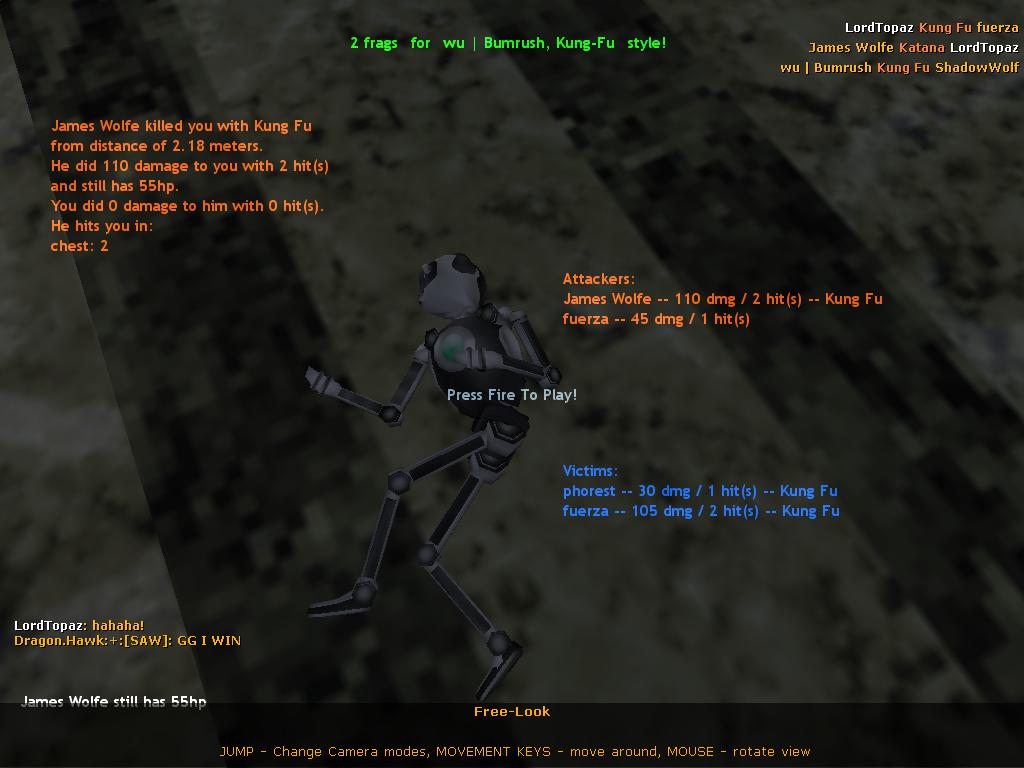 2 frags for wu | Bumrush, Kung-Fu style!
LordTopaz Kung Fu fuerza
James Wolfe Katana LordTopaz
wu | Bumrush Kung Fu ShadowWolf
James Wolfe killed you with Kung Fu
from distance of 2.18 meters.
He did 110 damage to you with 2 hit(s)
and still has 55hp.
You did 0 damage to him with 0 hit(s).
He hits you in:
chest: 2
Attackers:
James Wolfe -- 110 dmg / 2 hit(s) -- Kung Fu
fuerza -- 45 dmg / 1 hit(s)
Press Fire To Play!
Victims:
phorest -- 30 dmg / 1 hit(s) -- Kung Fu
fuerza -- 105 dmg / 2 hit(s) -- Kung Fu
LordTopaz: hahaha!
Dragon.Hawk:+:[SAW]: GG I WIN
James Wolfe still has 55hp
Free-Look
JUMP - Change Camera modes, MOVEMENT KEYS - move around, MOUSE - rotate view